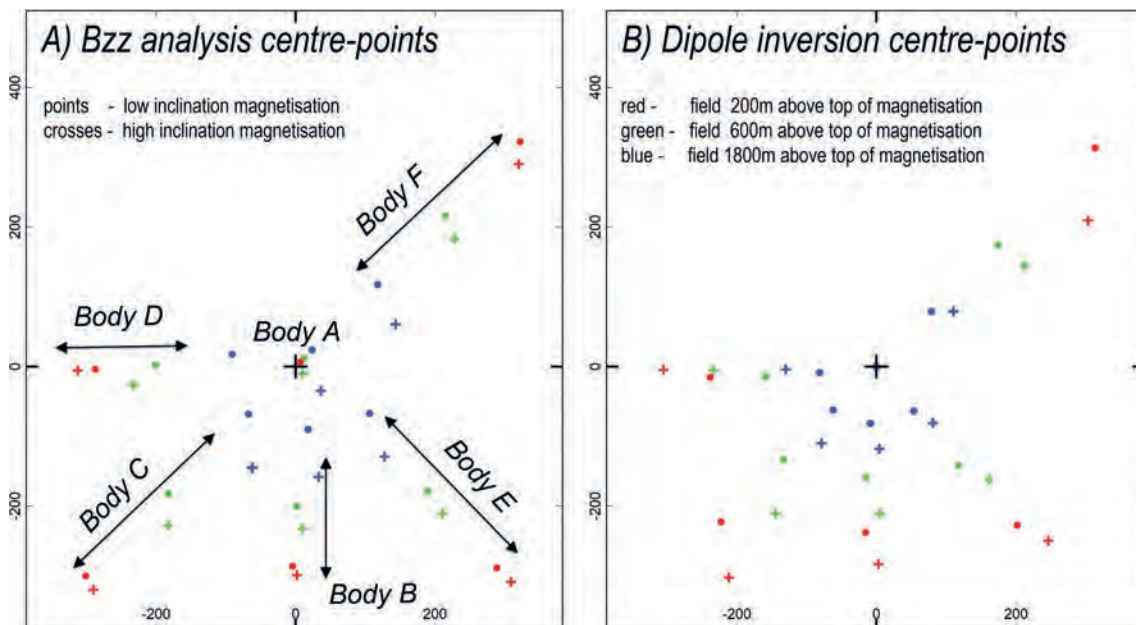 A) Bzz analysis centre-points
points - low inclination magnetisation
crosses - high inclination magnetisation
400
200
0
-200
-200
0
200
Body F
Body D
Body A
Body C
Body E
Body B
B) Dipole inversion centre-points
red - field 200m above top of magnetisation
green - field 600m above top of magnetisation
blue - field 1800m above top of magnetisation
400
200
0
-200
-200
0
200